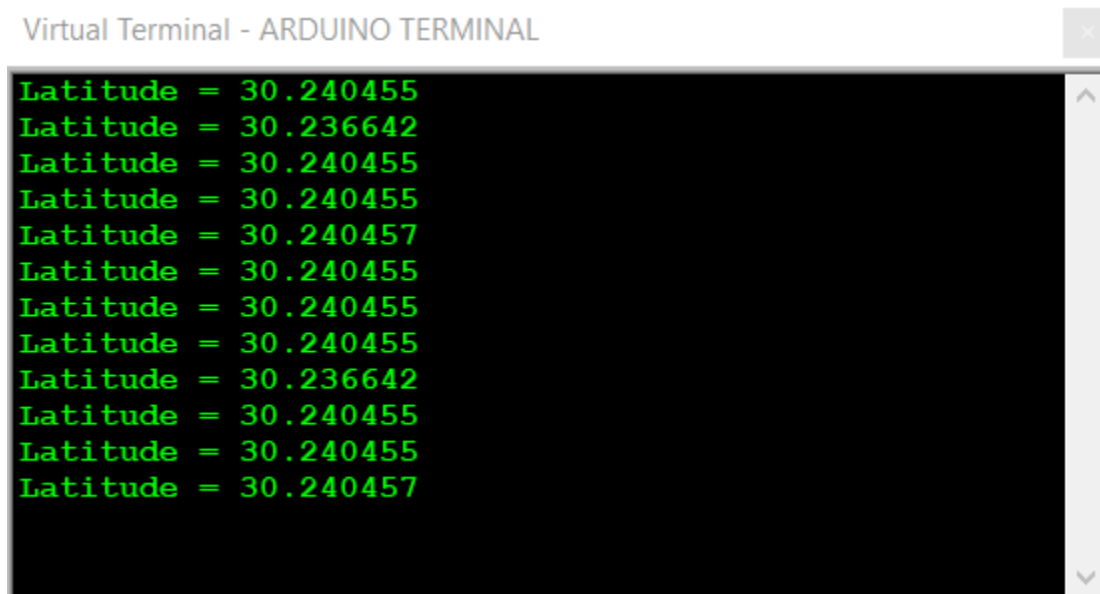 Virtual Terminal - ARDUINO TERMINAL
Latitude = 30.240455
Latitude = 30.236642
Latitude = 30.240455
Latitude = 30.240455
Latitude = 30.240457
Latitude = 30.240455
Latitude = 30.240455
Latitude = 30.240455
Latitude = 30.236642
Latitude = 30.240455
Latitude = 30.240455
Latitude = 30.240457